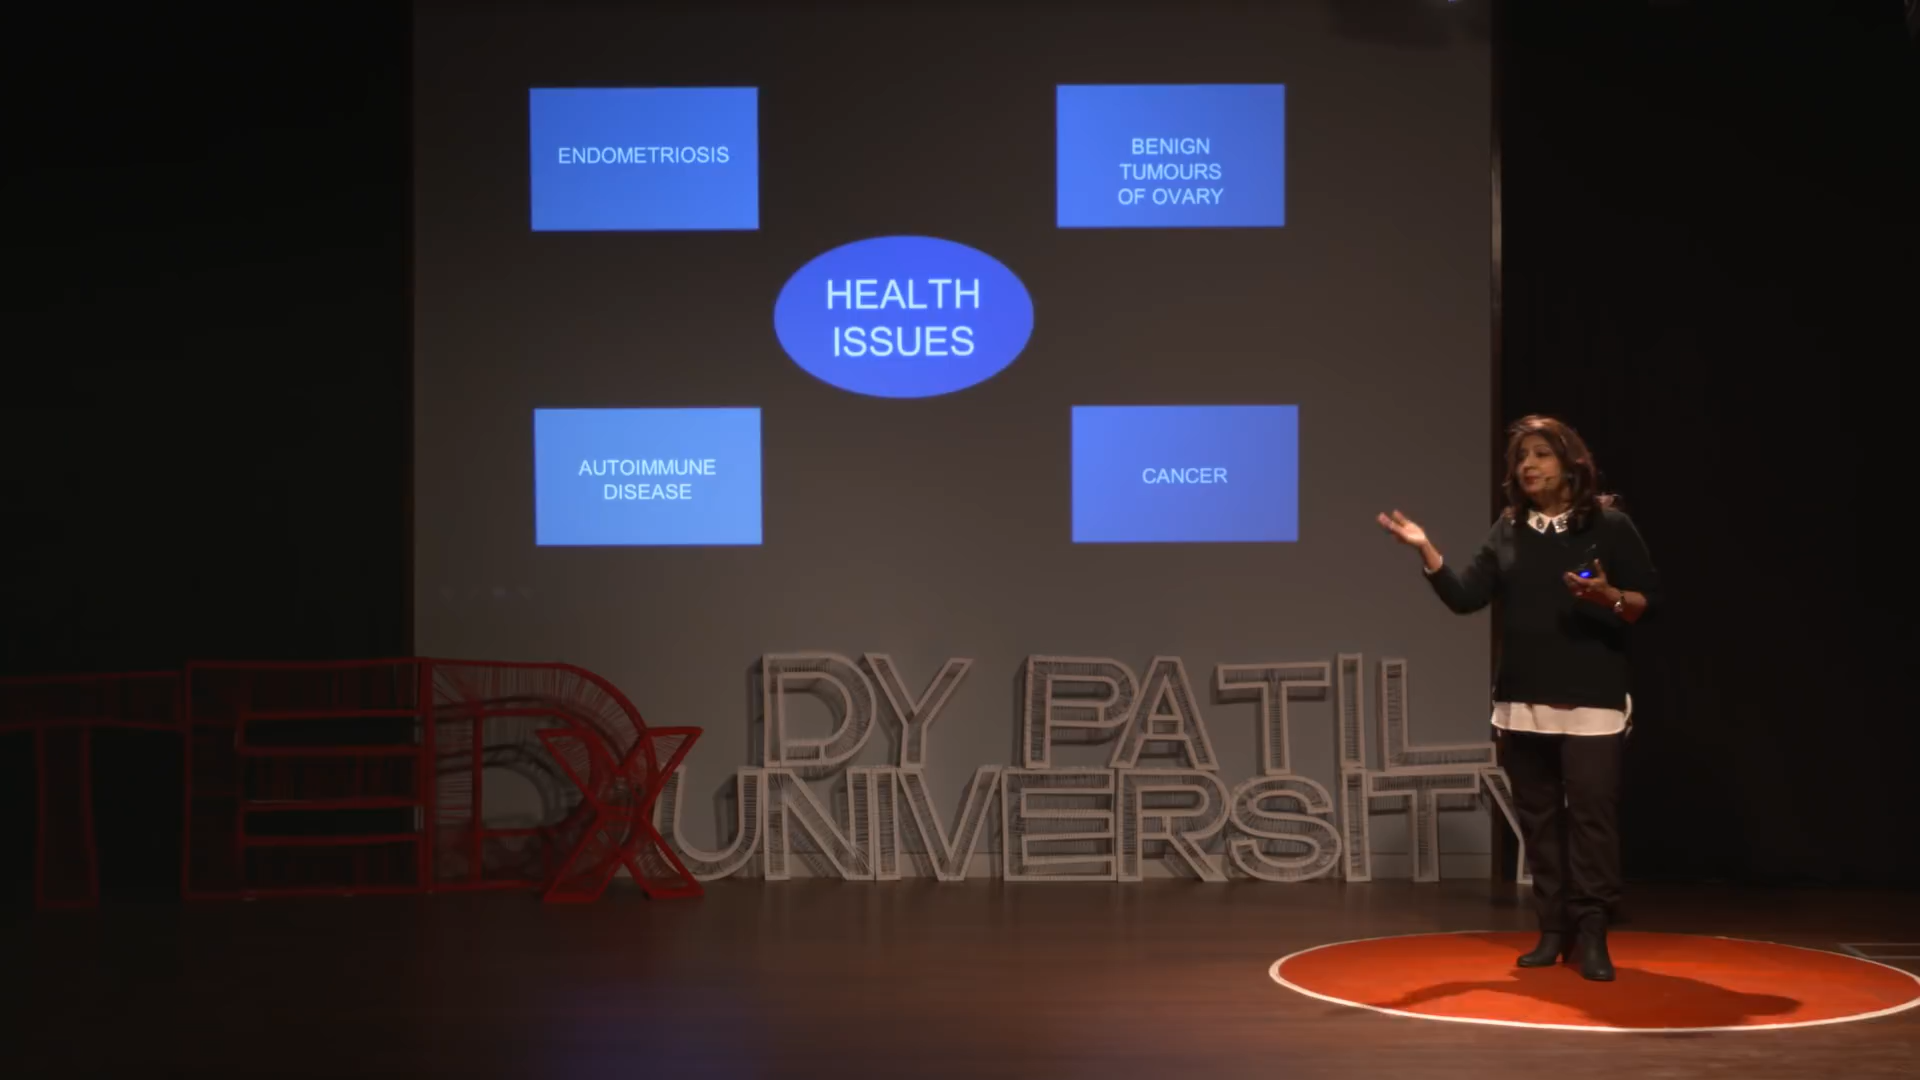 ENDOMETRIOSIS
BENIGN
TUMOURS
OF OVARY
HEALTH
ISSUES
AUTOIMMUNE
DISEASE
CANCER
TEDx
DY PATIL
UNIVERSITY